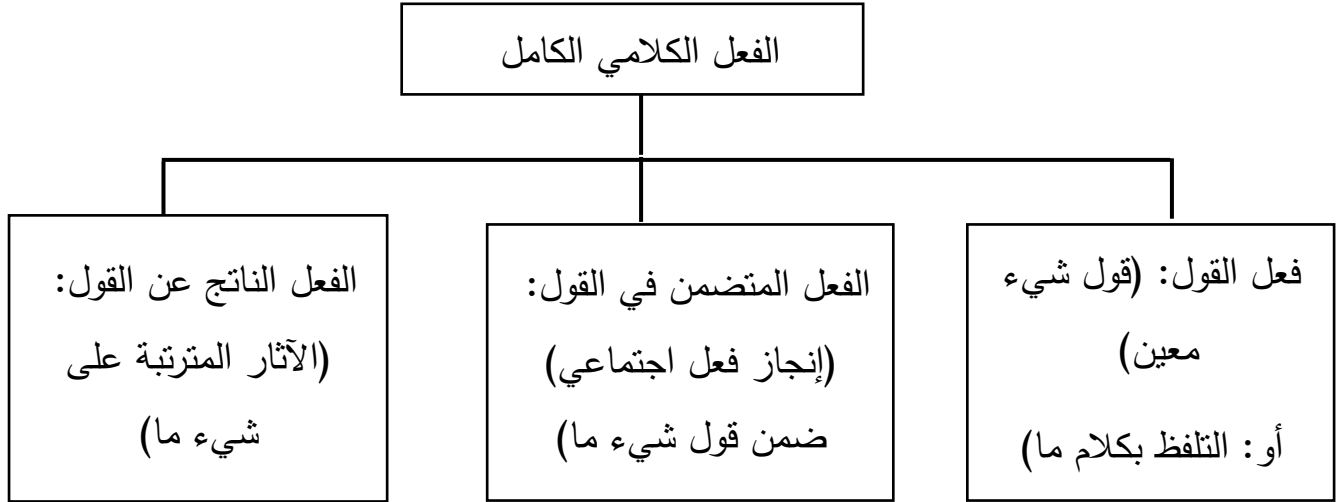 الفعل الكلامي الكامل
فعل القول: (قول شيء
معين)
أو: التلفظ بكلام ما)
الفعل المتضمن في القول:
(إنجاز فعل اجتماعي)
ضمن قول شيء ما)
الفعل الناتج عن القول:
(الآثار المترتبة على
شيء ما)